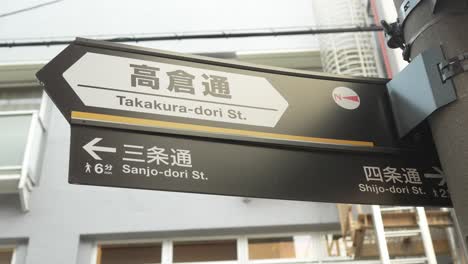 高倉通
Takakura-dori St.
N
三条通
Sanjo-dori St.
6分
四条通
Shijo-dori St.